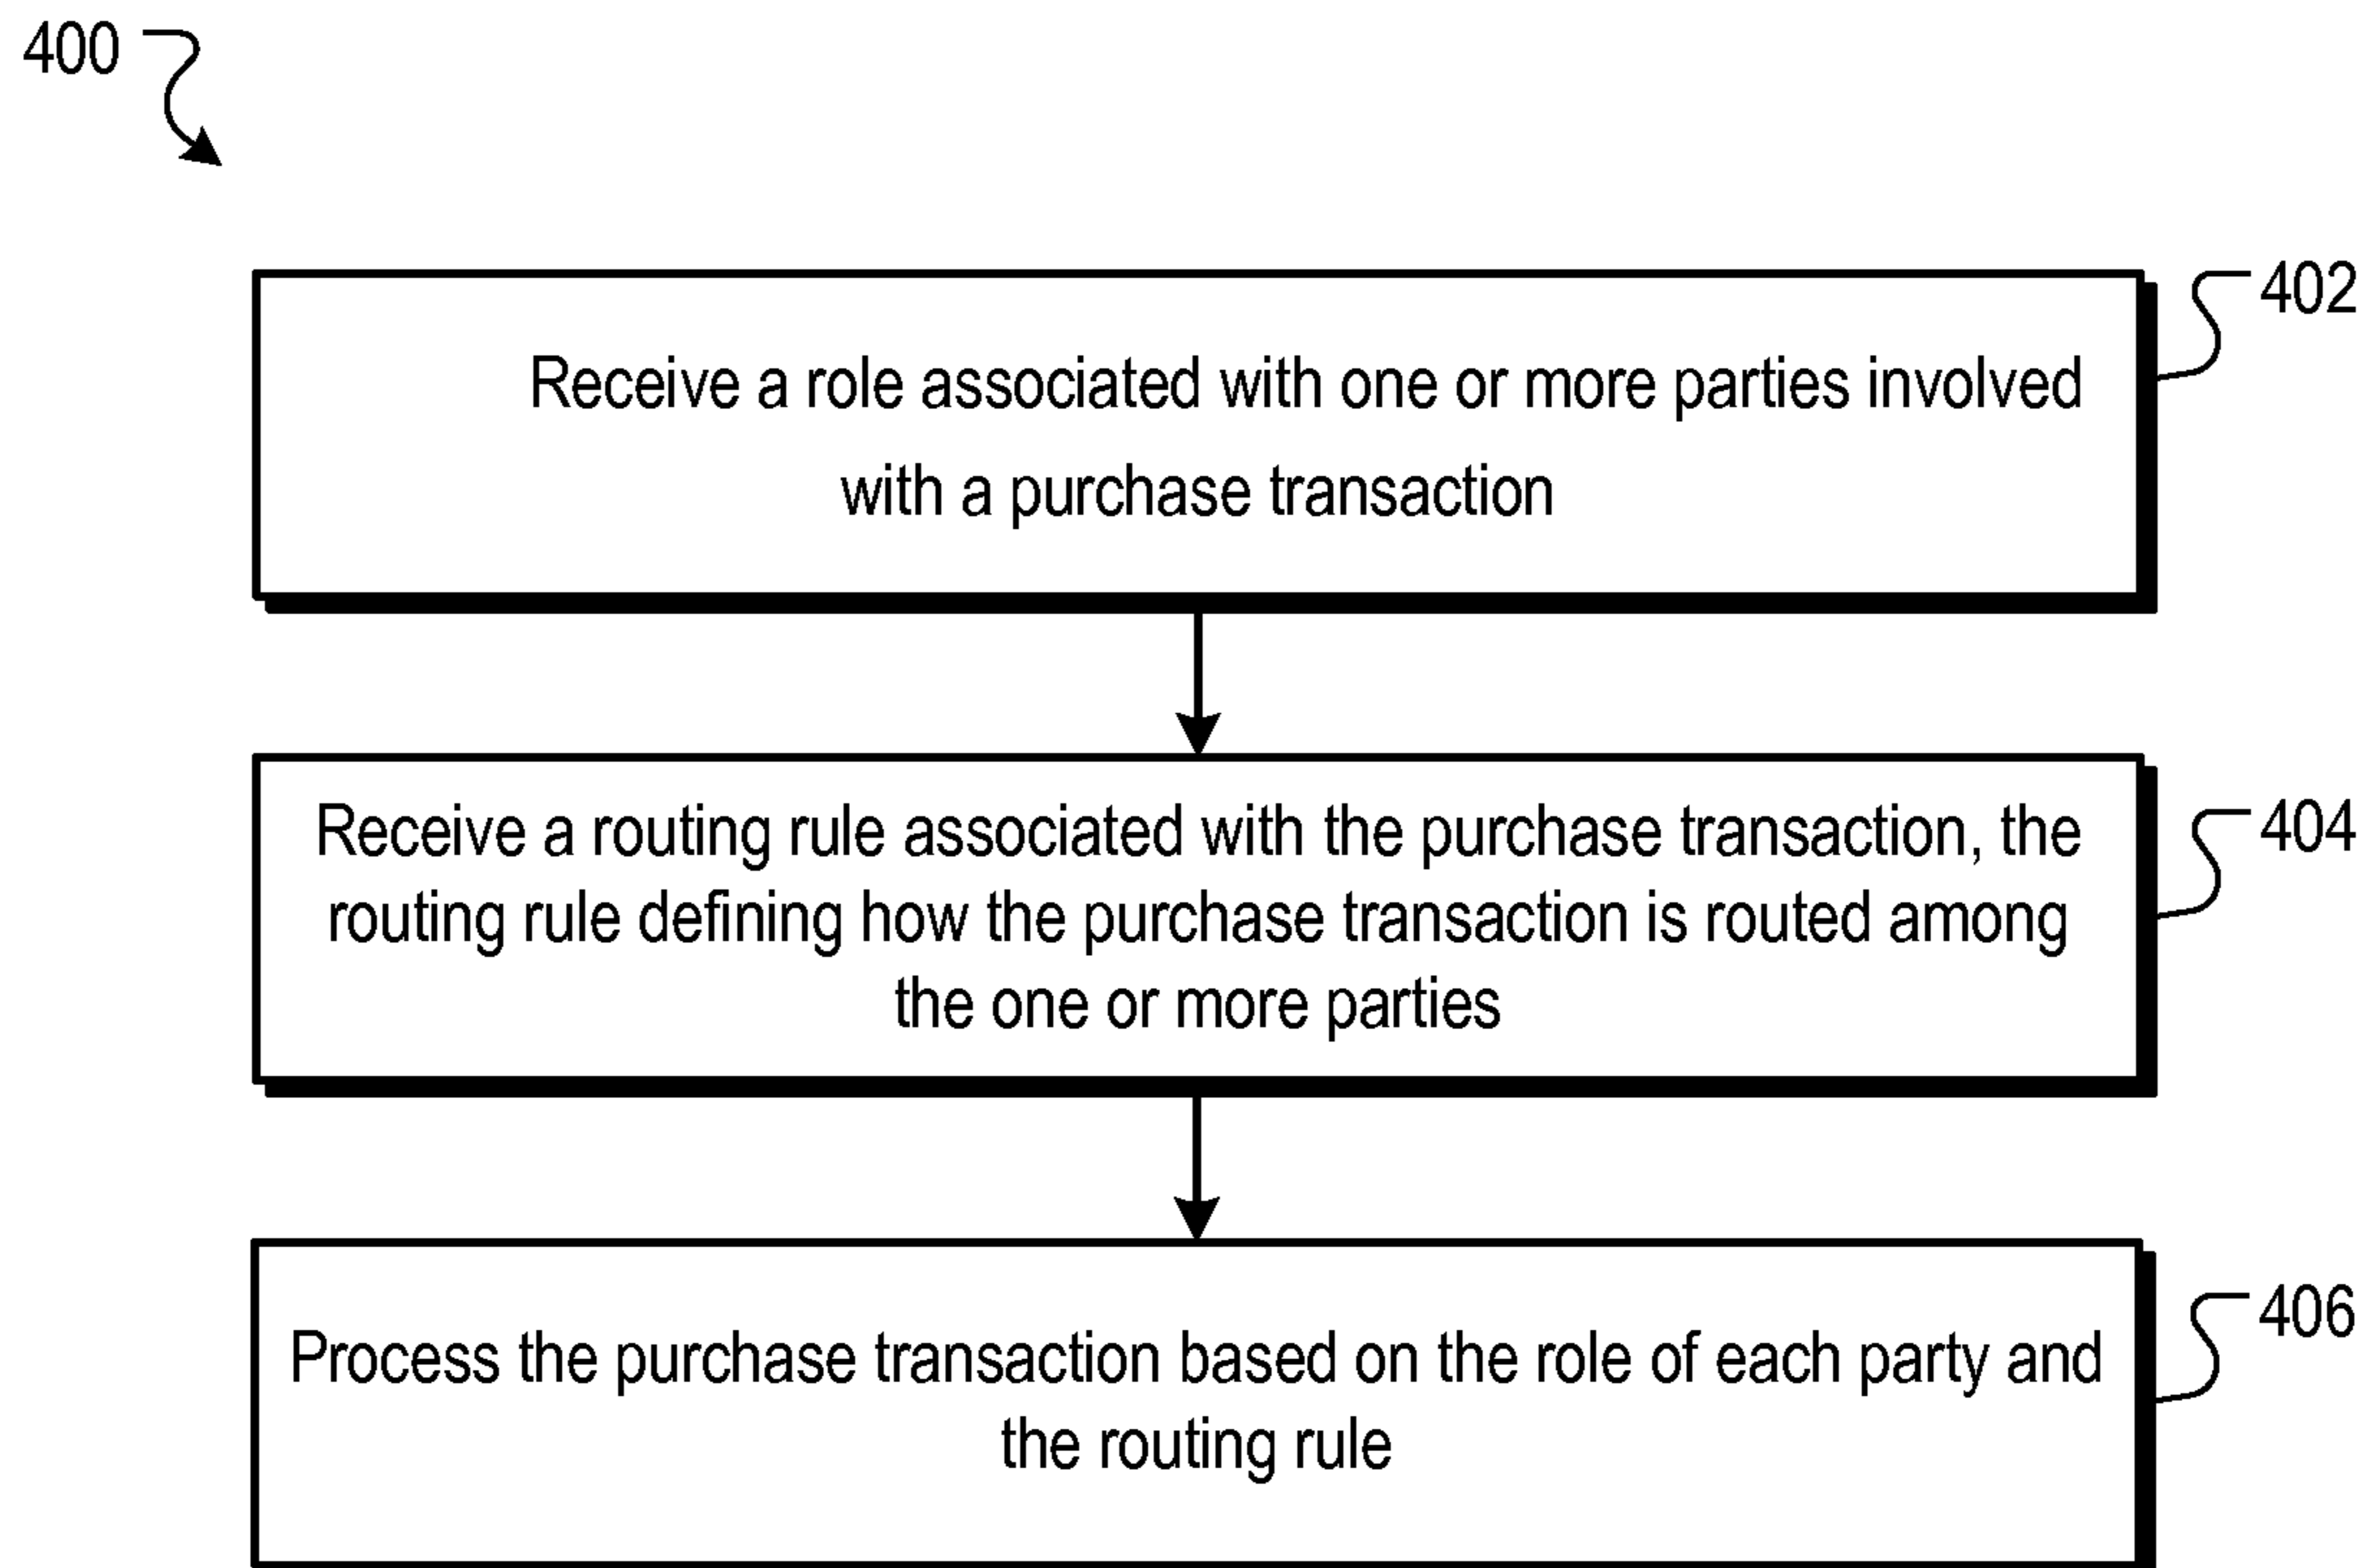 400
402
Receive a role associated with one or more parties involved
with a purchase transaction
404
Receive a routing rule associated with the purchase transaction, the
routing rule defining how the purchase transaction is routed among
the one or more parties
406
Process the purchase transaction based on the role of each party and
the routing rule